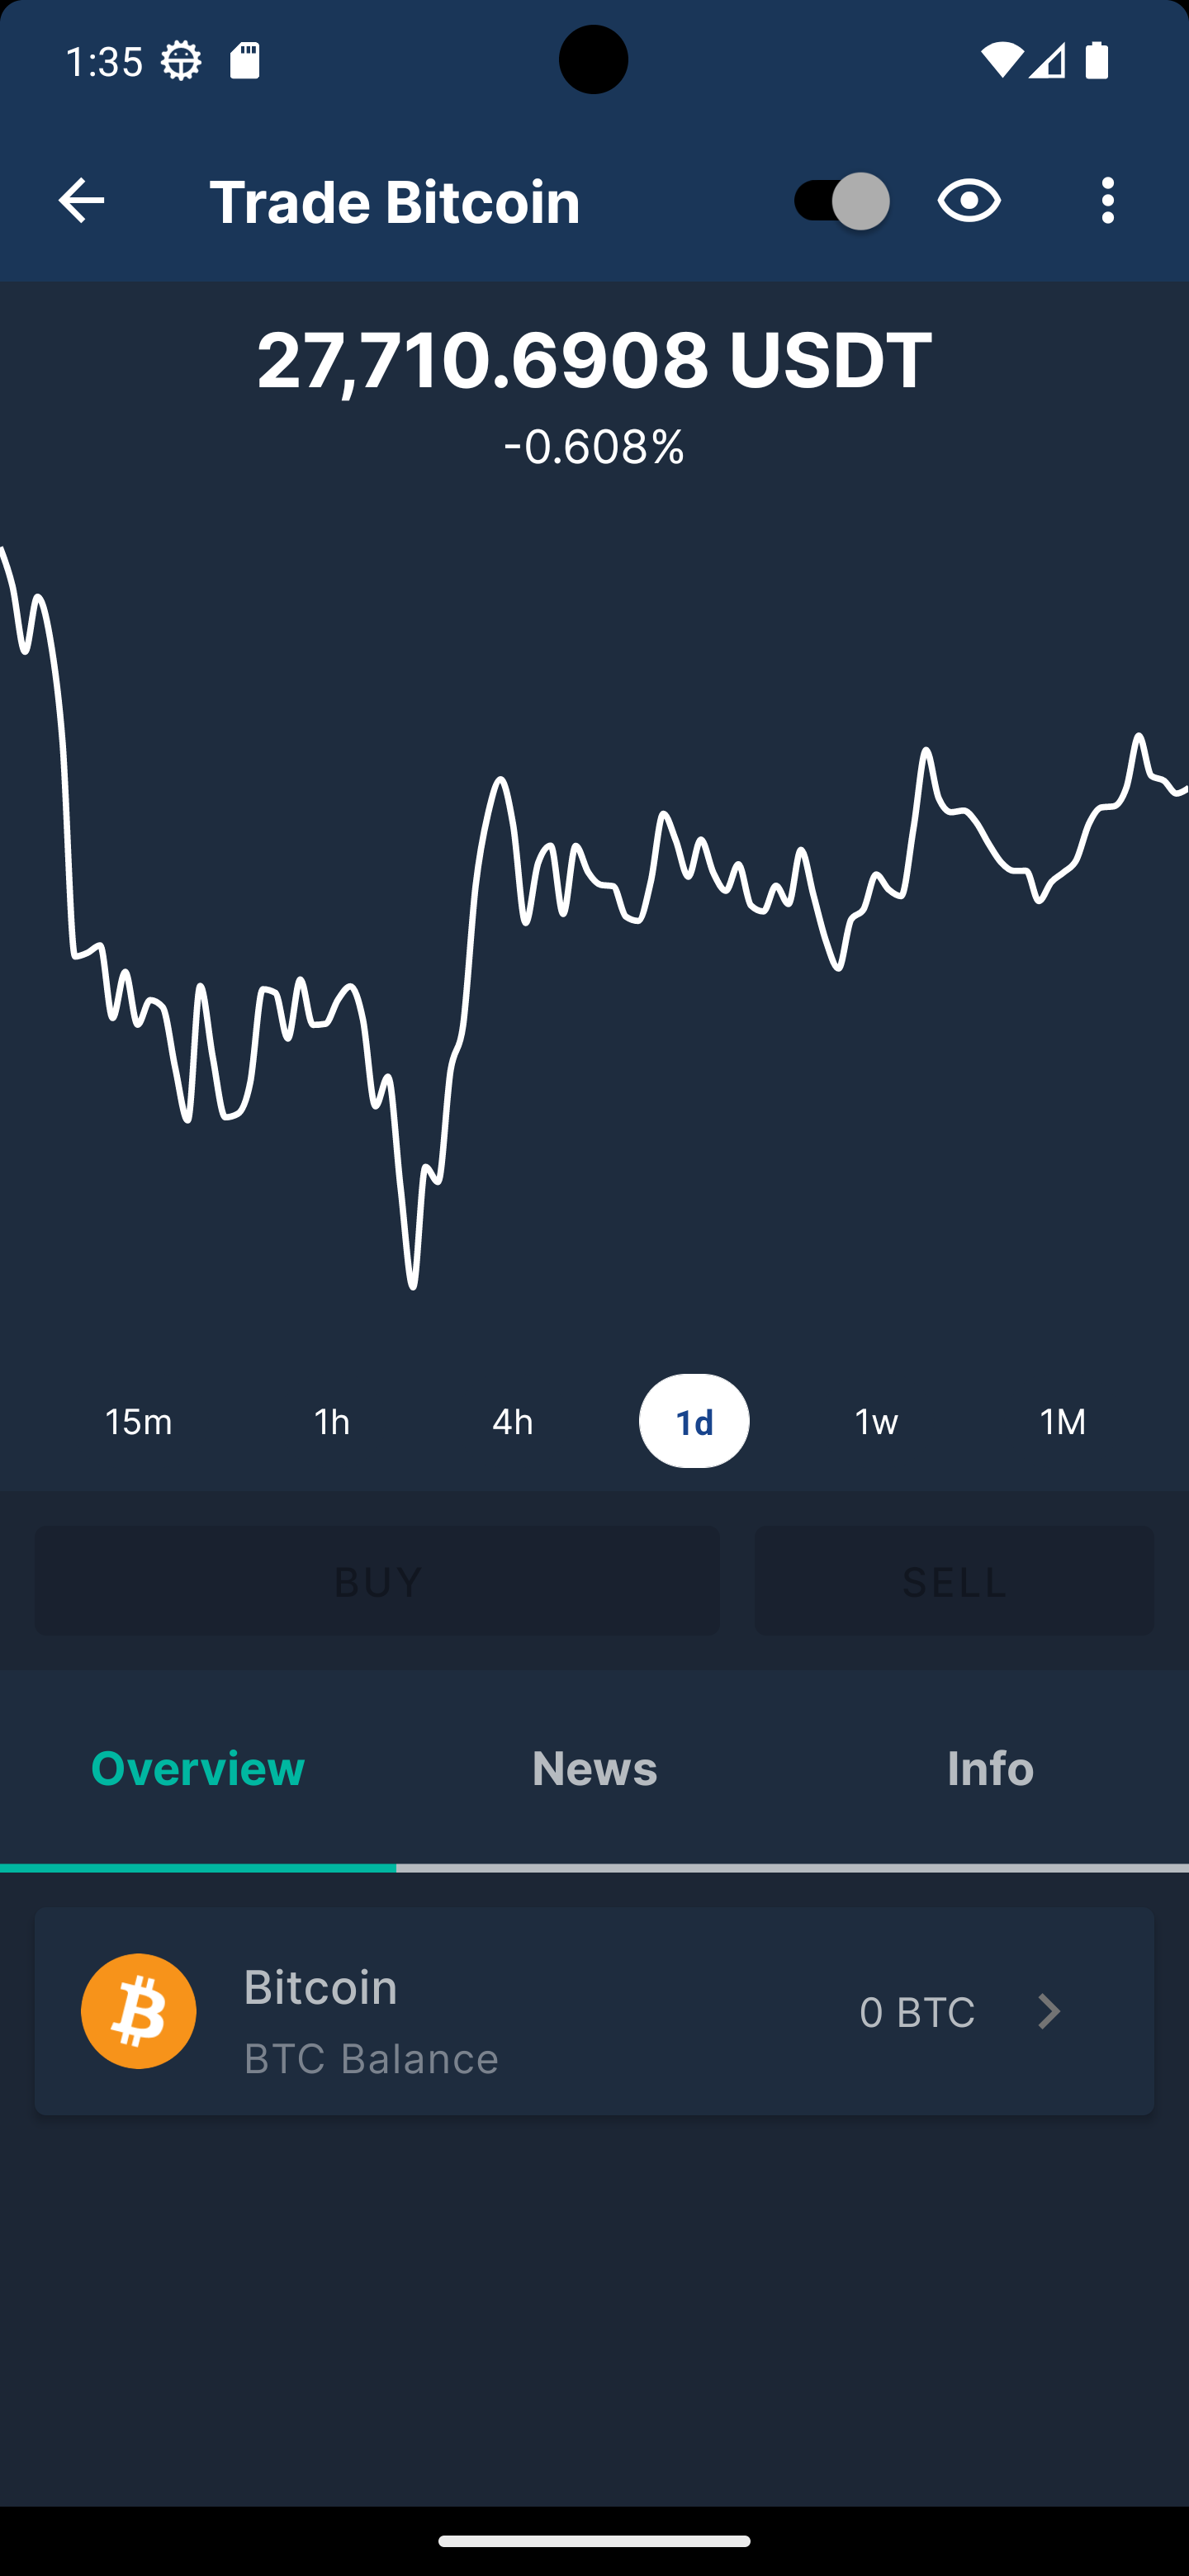 1:35
Trade Bitcoin
27,710.6908 USDT
-0.608%
15m 1h 4h 1d 1w 1M
BUY SELL
Overview News Info
Bitcoin
0 BTC
BTC Balance